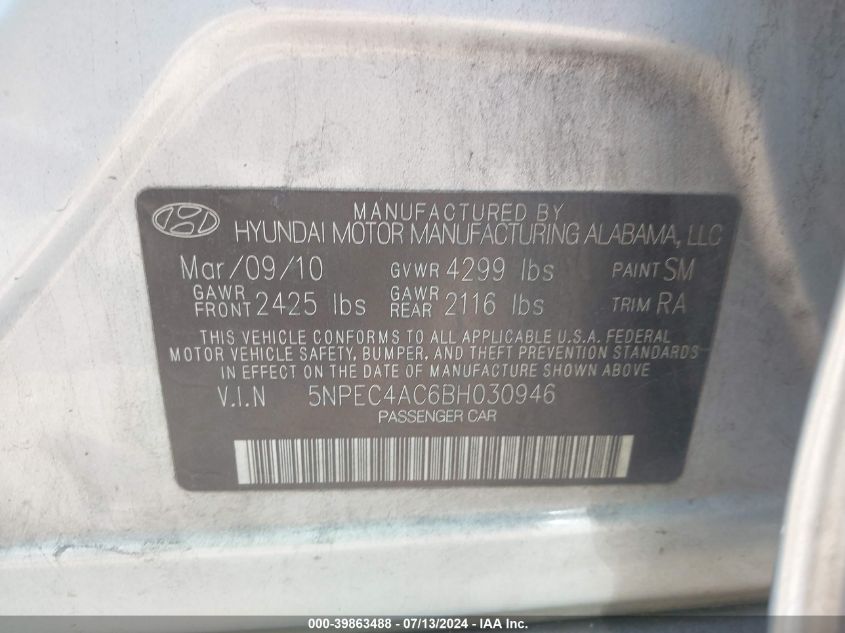 MANUFACTURED BY
HYUNDAI MOTOR MANUFACTURING ALABAMA, LLC
Mar/09/10 GVWR 4299 lbs PAINT SM
GAWR FRONT 2425 lbs GAWR REAR 2116 lbs TRIM RA
THIS VEHICLE CONFORMS TO ALL APPLICABLE U.S.A. FEDERAL
MOTOR VEHICLE SAFETY, BUMPER, AND THEFT PREVENTION STANDARDS
IN EFFECT ON THE DATE OF MANUFACTURE SHOWN ABOVE
V.I.N 5NPEC4AC6BH030946
PASSENGER CAR
000-39863488 - 07/13/2024 - IAA Inc.